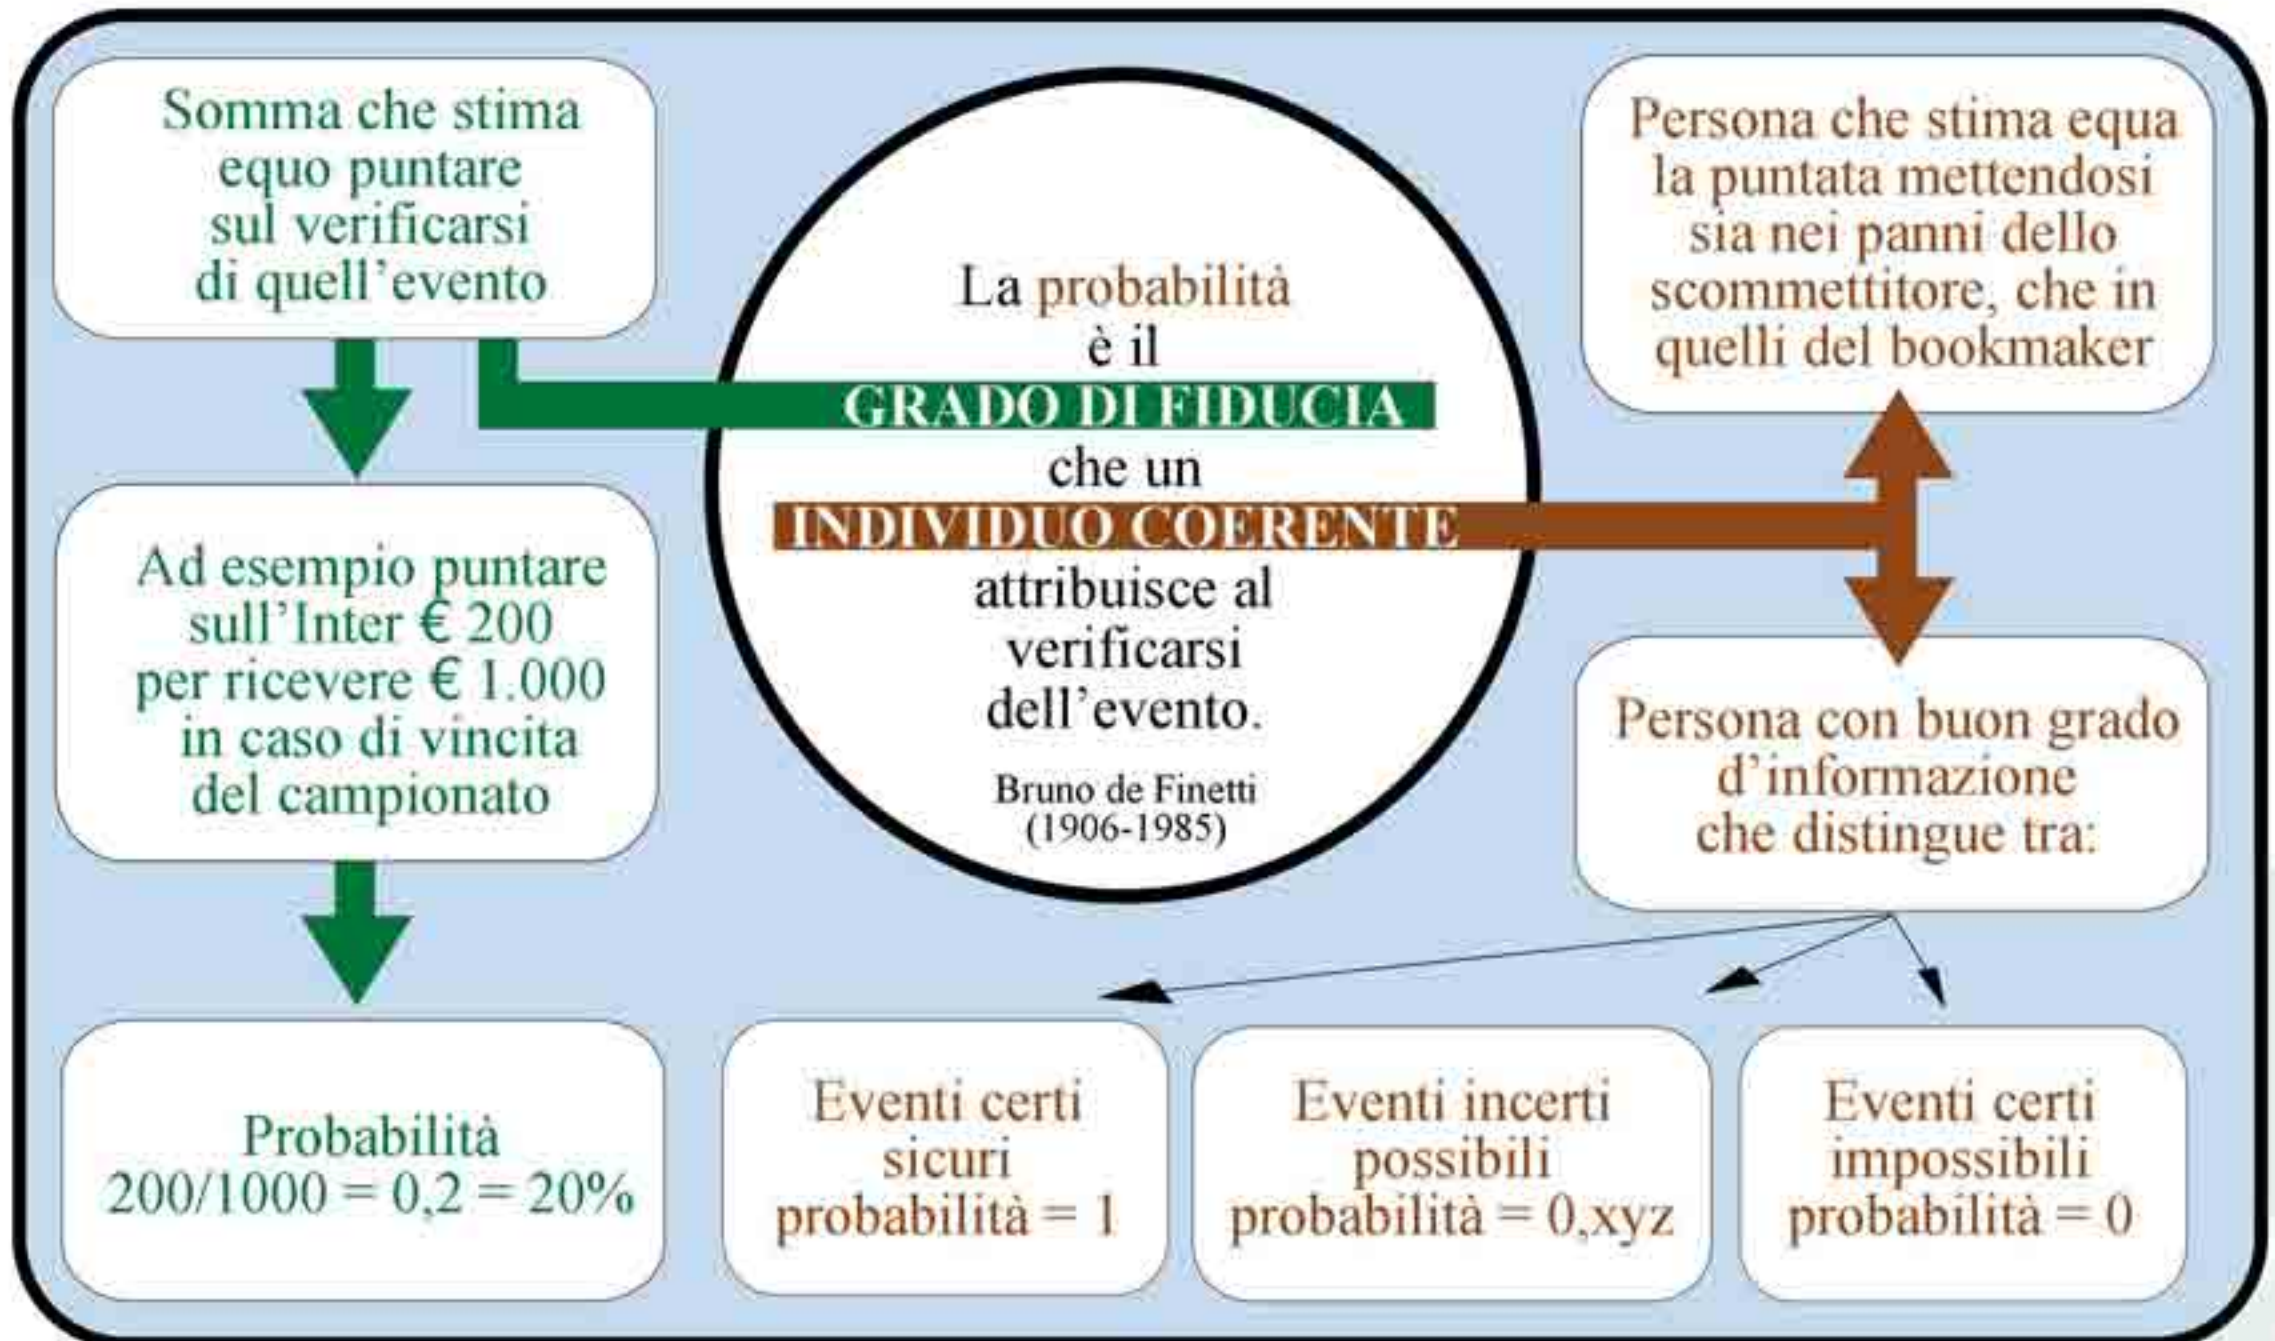 Somma che stima
equo puntare
sul verificarsi
di quell'evento
Ad esempio puntare
sull'Inter € 200
per ricevere € 1.000
in caso di vincita
del campionato
Probabilità
200/1000 = 0,2 = 20%
La probabilità
è il
GRADO DI FIDUCIA
che un
INDIVIDUO COERENTE
attribuisce al
verificarsi
dell'evento.
Bruno de Finetti
(1906-1985)
Persona che stima equa
la puntata mettendosi
sia nei panni dello
scommettitore, che in
quelli del bookmaker
Persona con buon grado
d'informazione
che distingue tra:
Eventi certi
sicuri
probabilità = 1
Eventi incerti
possibili
probabilità = 0,xyz
Eventi certi
impossibili
probabilità = 0